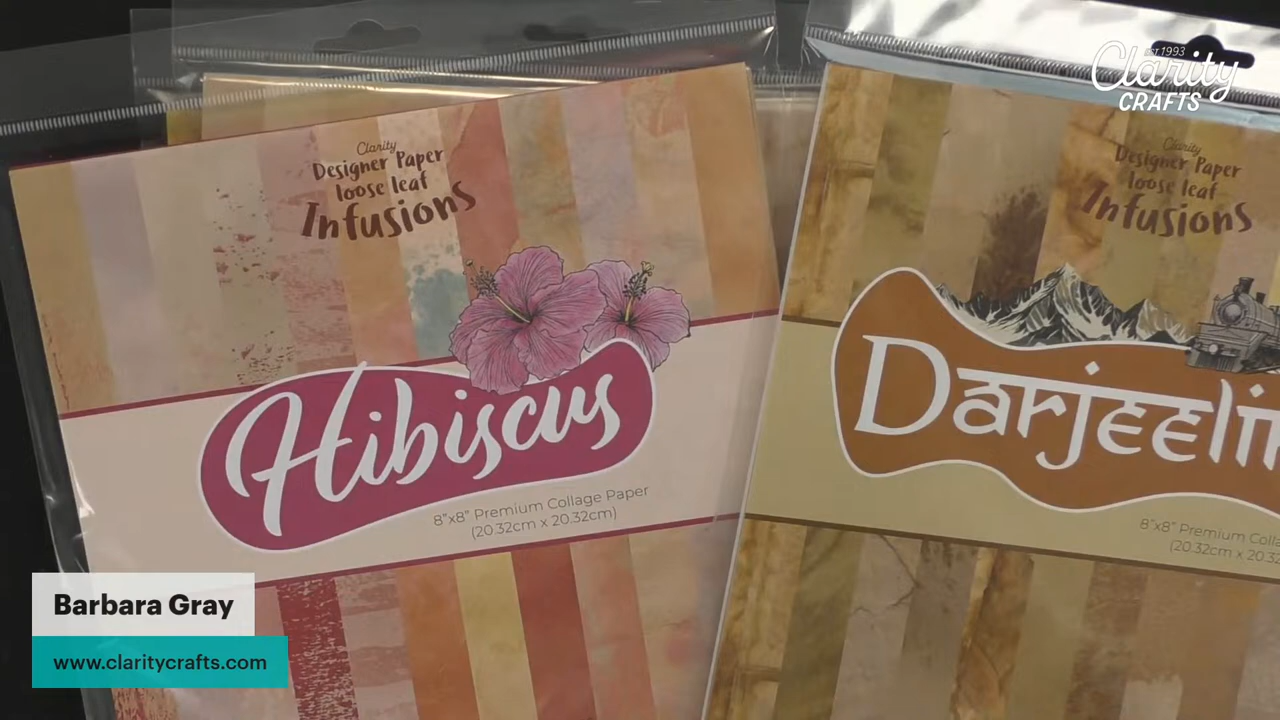 EST.1993
Clarity
CRAFTS
Clarity
Designer Paper
loose leaf
Infusions
Hibiscus
8"x8" Premium Collage Paper
(20.32cm x 20.32cm)
Clarity
Designer Paper
loose leaf
Infusions
Darjeeli
8"x8" Premium Colla
(20.32cm x 20.32
Barbara Gray
www.claritycrafts.com